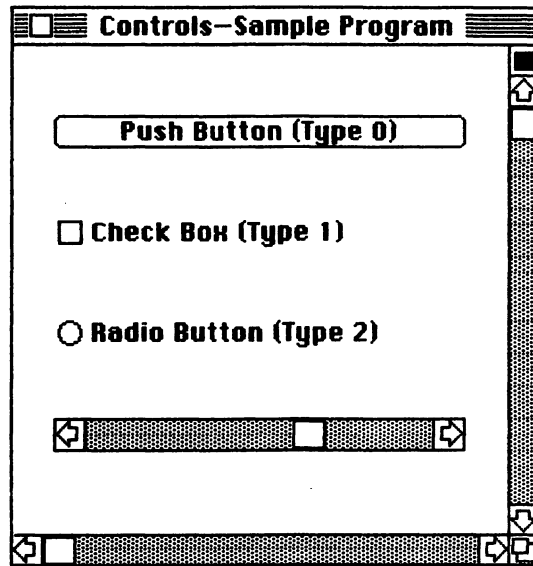 Controls—Sample Program
Push Button (Type 0)
Check Box (Type 1)
Radio Button (Type 2)